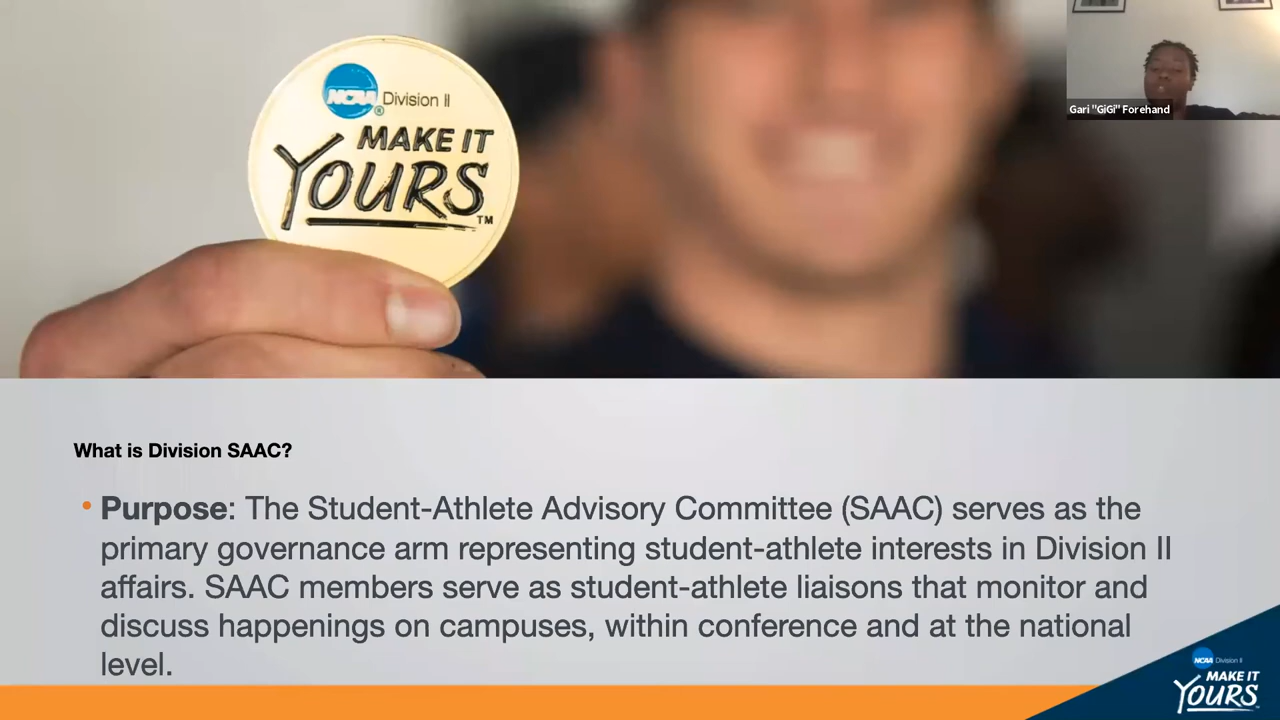 NCAA
®
Division II
MAKE IT
YOURS
TM
Gari "GiGi" Forehand
What is Division SAAC?
• Purpose: The Student-Athlete Advisory Committee (SAAC) serves as the
primary governance arm representing student-athlete interests in Division II
affairs. SAAC members serve as student-athlete liaisons that monitor and
discuss happenings on campuses, within conference and at the national
level.
NCAA Division II
MAKE IT
YOURS